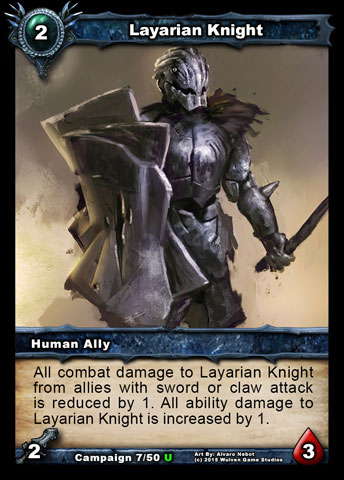 2
Layarian Knight
Human Ally
All combat damage to Layarian Knight
from allies with sword or claw attack
is reduced by 1. All ability damage to
Layarian Knight is increased by 1.
2
Campaign 7/50 U
Art By: Alvaro Nebot
(c) 2015 Wulven Game Studios
3